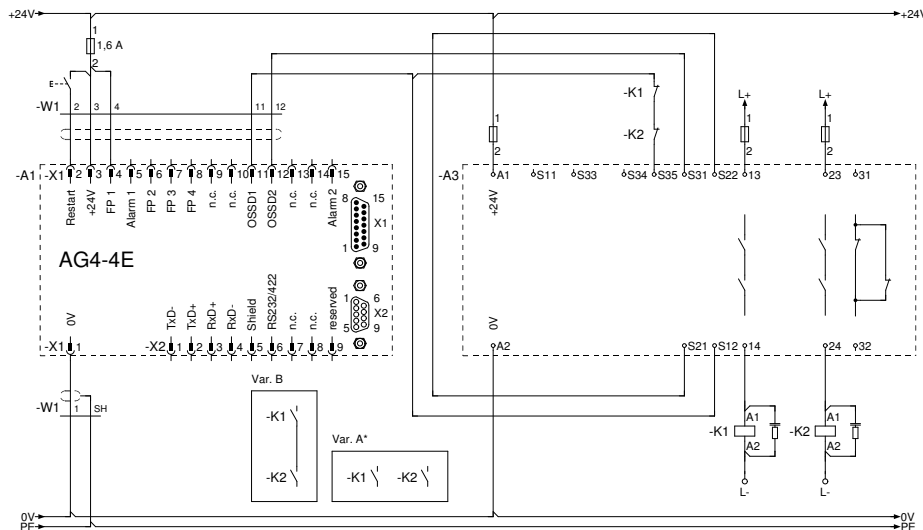 +24V
+24V
1
1,6 A
2
E
-W1
2
3
4
11
12
-K1
-K2
L+
L+
1
2
1
2
1
2
-A1
-X1
2
3
4
5
6
7
8
9
10
11
12
13
14
15
Restart
+24V
FP 1
Alarm 1
FP 2
FP 3
FP 4
n.c.
n.c.
OSSD1
OSSD2
n.c.
n.c.
Alarm 2
8
15
X1
1
9
AG4-4E
1
6
X2
5
9
0V
TxD-
TxD+
RxD+
RxD-
Shield
RS232/422
n.c.
n.c.
reserved
-X1
1
-X2
1
2
3
4
5
6
7
8
9
-A3
A1
S11
S33
S34
S35
S31
S22
13
23
31
+24V
0V
A2
S21
S12
14
24
32
-W1
1
SH
Var. B
-K1
-K2
Var. A*
-K1
-K2
-K1
A1
A2
-K2
A1
A2
L-
L-
0V
0V
PE
PE